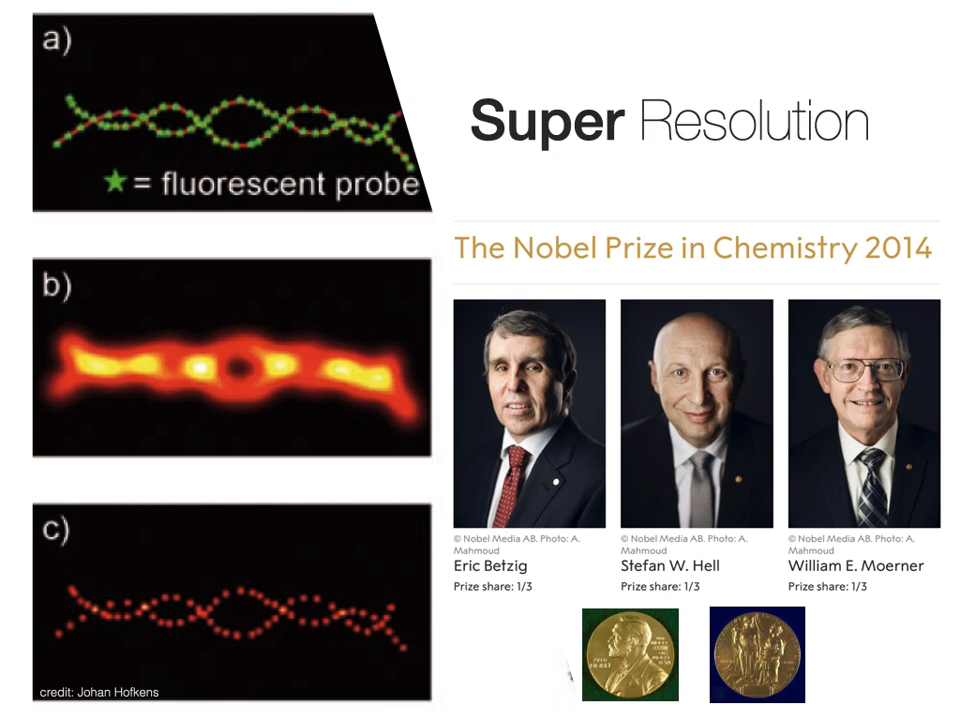 a)
★ = fluorescent probe
b)
c)
credit: Johan Hofkens
Super Resolution
The Nobel Prize in Chemistry 2014
© Nobel Media AB. Photo: A.
Mahmoud
Eric Betzig
Prize share: 1/3
© Nobel Media AB. Photo: A.
Mahmoud
Stefan W. Hell
Prize share: 1/3
© Nobel Media AB. Photo: A.
Mahmoud
William E. Moerner
Prize share: 1/3